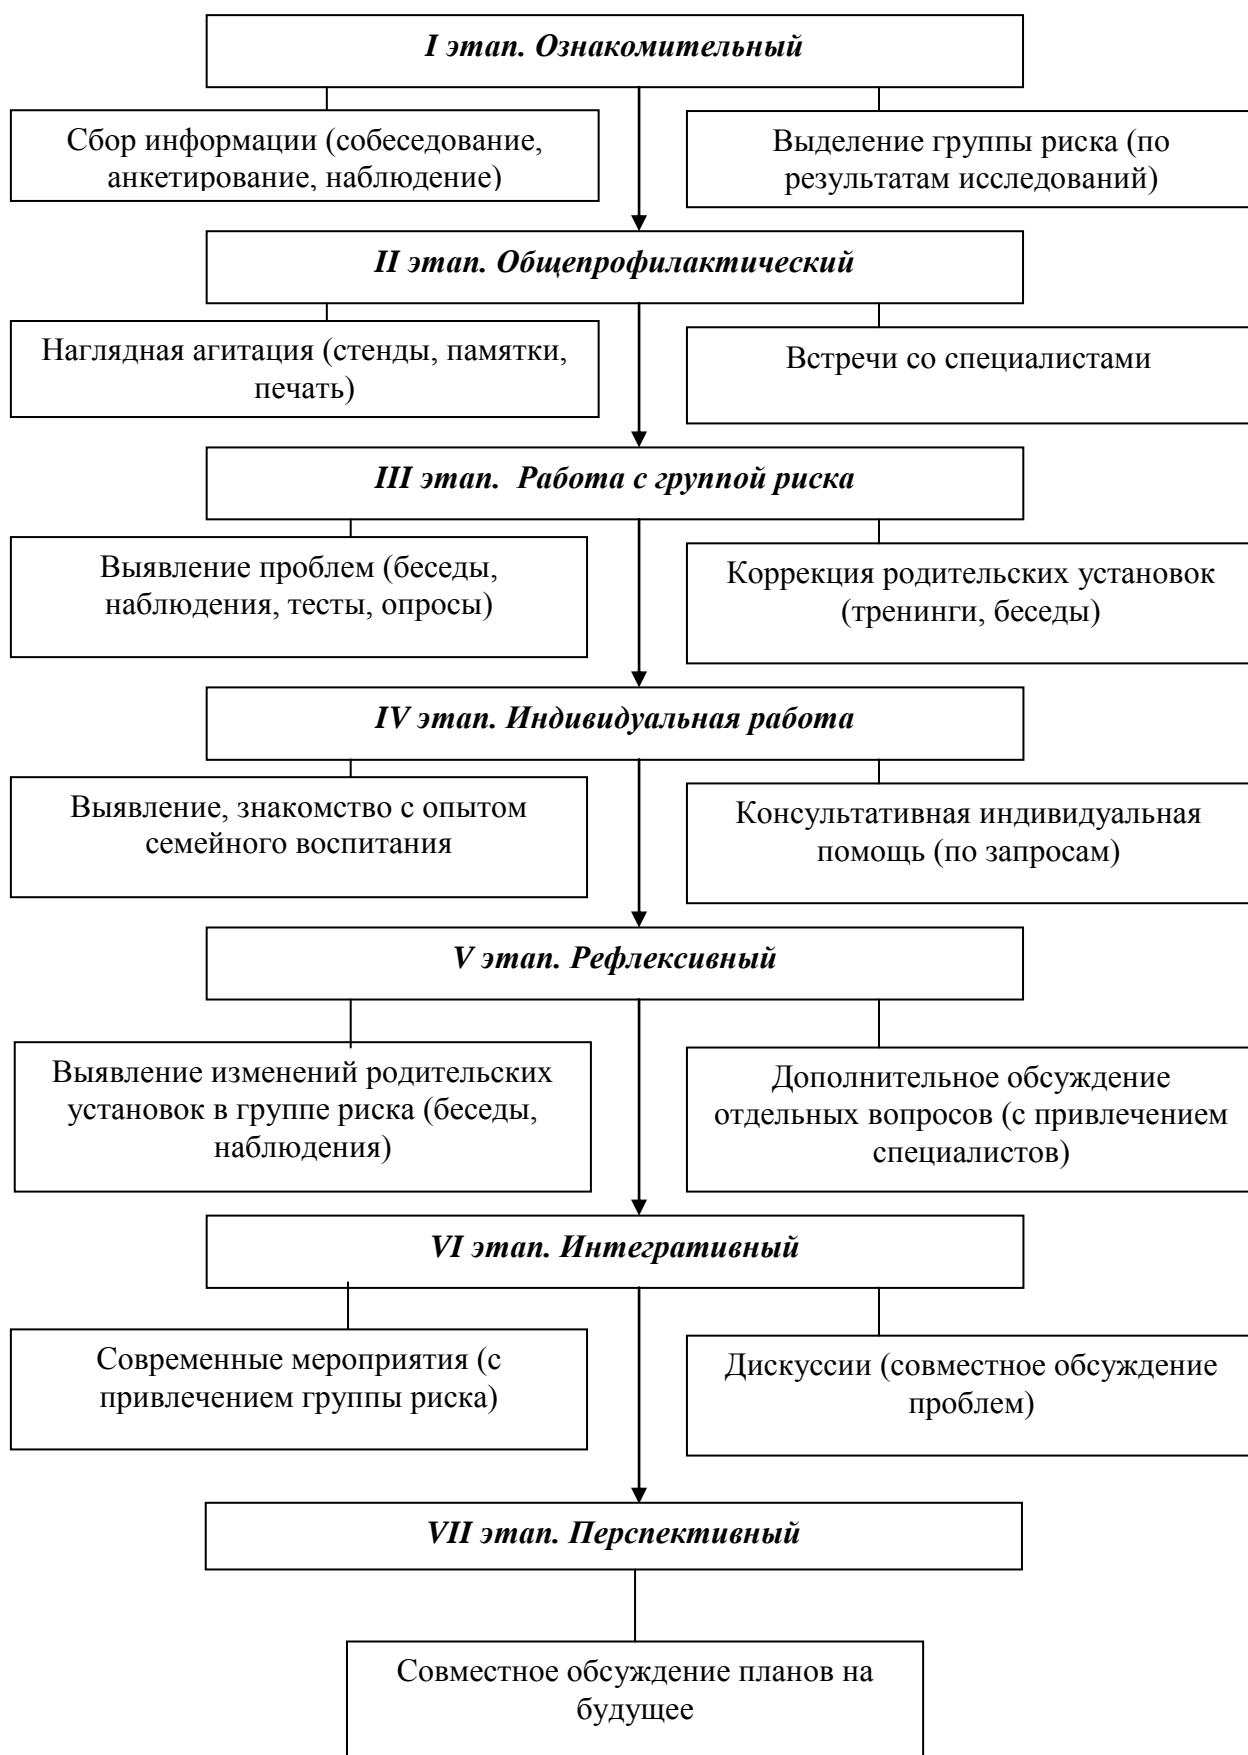 I этап. Ознакомительный
Сбор информации (собеседование,
анкетирование, наблюдение)
Выделение группы риска (по
результатам исследований)
II этап. Общепрофилактический
Наглядная агитация (стенды, памятки,
печать)
Встречи со специалистами
III этап.  Работа с группой риска
Выявление проблем (беседы,
наблюдения, тесты, опросы)
Коррекция родительских установок
(тренинги, беседы)
IV этап. Индивидуальная работа
Выявление, знакомство с опытом
семейного воспитания
Консультативная индивидуальная
помощь (по запросам)
V этап. Рефлексивный
Выявление изменений родительских
установок в группе риска (беседы,
наблюдения)
Дополнительное обсуждение
отдельных вопросов (с привлечением
специалистов)
VI этап. Интегративный
Современные мероприятия (с
привлечением группы риска)
Дискуссии (совместное обсуждение
проблем)
VII этап. Перспективный
Совместное обсуждение планов на
будущее